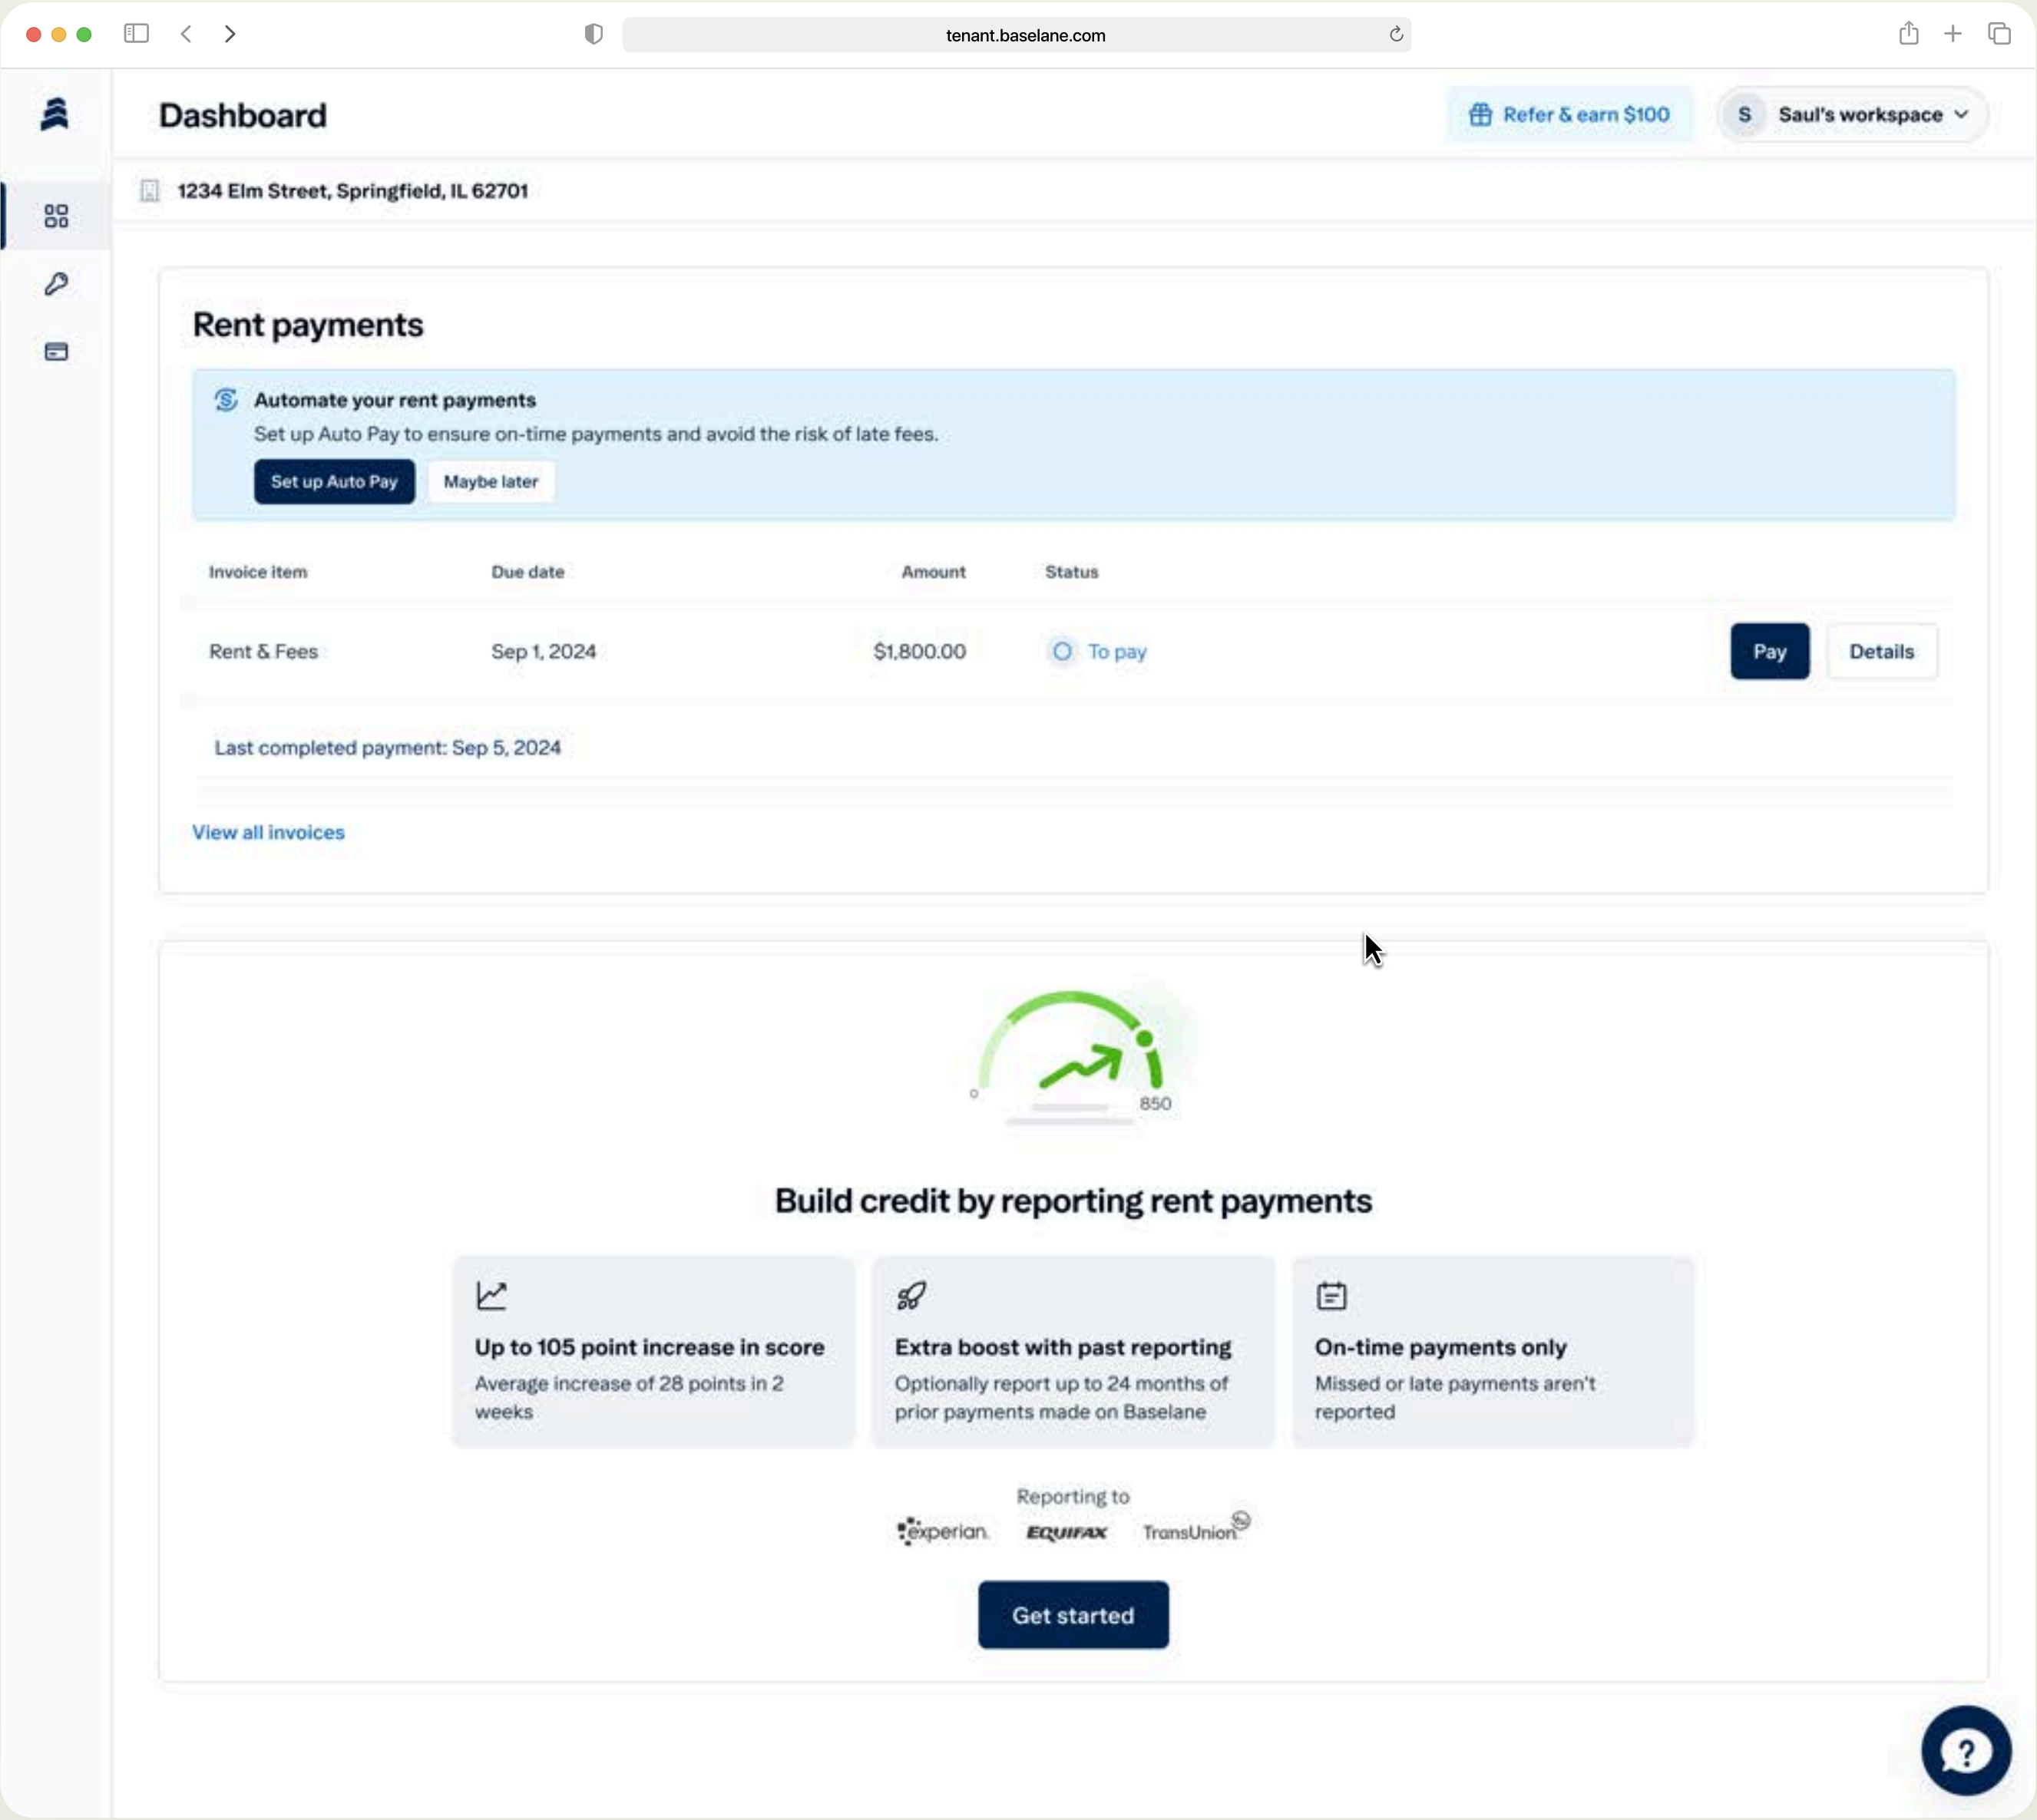 tenant.baselane.com
Dashboard
Refer & earn $100
S
Saul's workspace
1234 Elm Street, Springfield, IL 62701
Rent payments
Automate your rent payments
Set up Auto Pay to ensure on-time payments and avoid the risk of late fees.
Set up Auto Pay
Maybe later
Invoice item Due date Amount Status
Rent & Fees Sep 1, 2024 $1,800.00 To pay Pay Details
Last completed payment: Sep 5, 2024
View all invoices
0
850
Build credit by reporting rent payments
Up to 105 point increase in score
Average increase of 28 points in 2
weeks
Extra boost with past reporting
Optionally report up to 24 months of
prior payments made on Baselane
On-time payments only
Missed or late payments aren't
reported
Reporting to
experian. EQUIFAX TransUnion
Get started
?